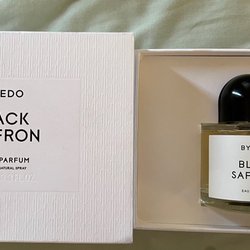 EDO
ACK
FRON
PARFUM
NATURAL SPRAY
BY
BL
SAF
EAU